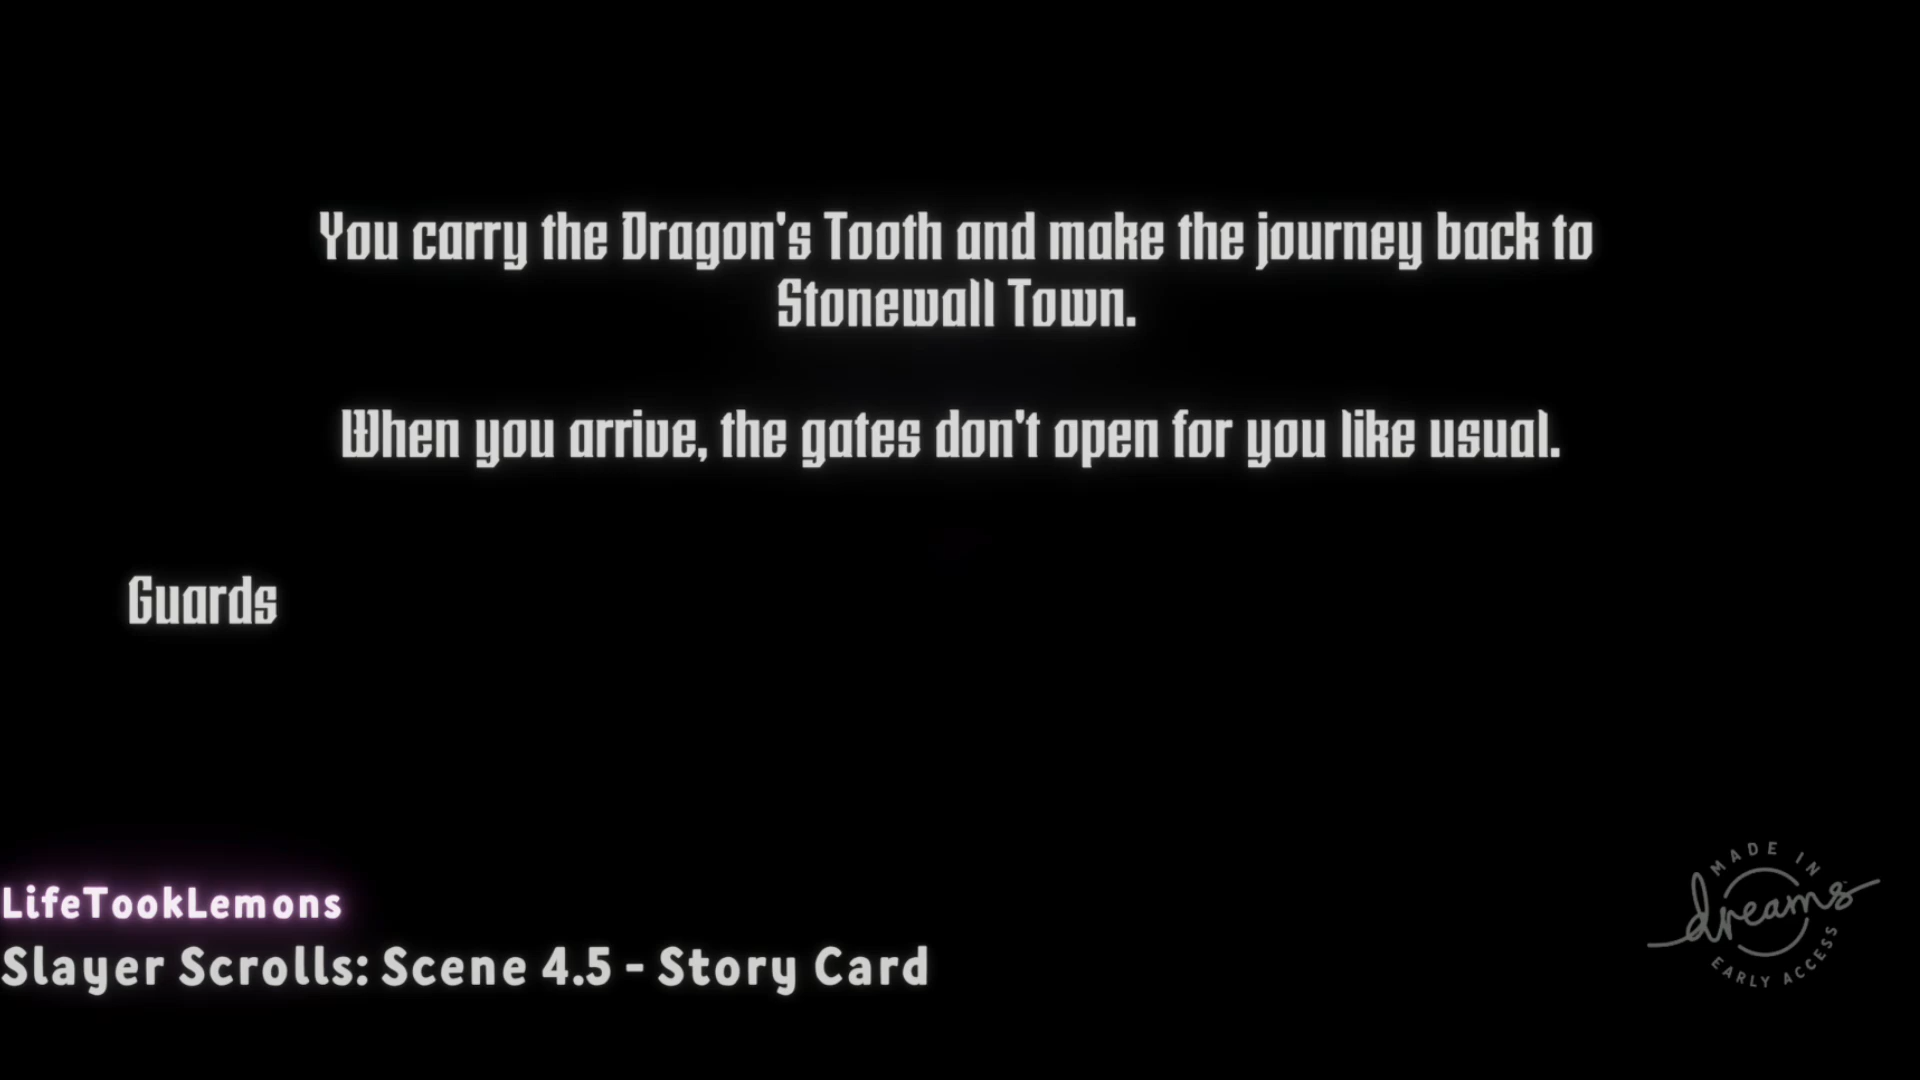 You carry the Dragon's Tooth and make the journey back to
Stonewall Town.
When you arrive, the gates don't open for you like usual.
Guards
LifeTookLemons
Slayer Scrolls: Scene 4.5 - Story Card
MADE IN
dreams
EARLY ACCESS